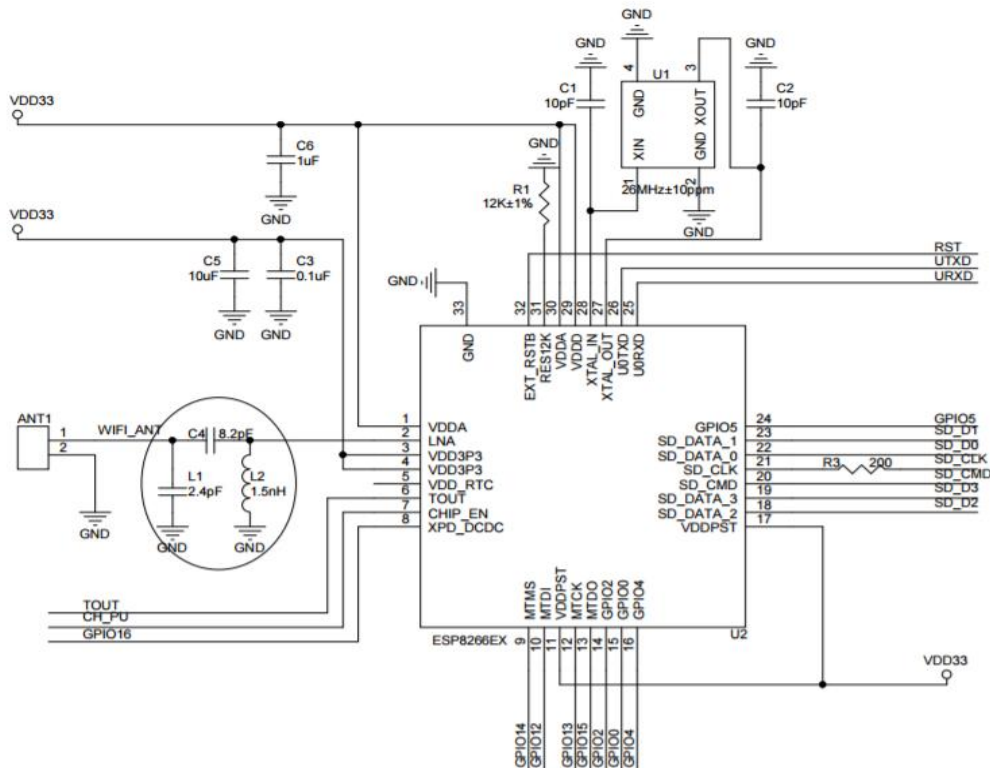 GND
GND
GND
4
3
U1
C1
10pF
C2
10pF
GND
XOUT
XIN
GND
1
2
26MHz±10ppm
GND
VDD33
C6
1uF
GND
GND
R1
12K±1%
VDD33
C5
10uF
C3
0.1uF
GND
GND
RST
UTXD
URXD
GND
33
32
31
30
29
28
27
26
25
GND
EXT_RSTB
RES12K
VDDA
VDDD
XTAL_IN
XTAL_OUT
U0TXD
U0RXD
ANT1
1
2
WIFI_ANT
C4
8.2pF
L1
2.4pF
L2
1.5nH
GND
GND
GND
1
2
3
4
5
6
7
8
VDDA
LNA
VDD3P3
VDD3P3
VDD_RTC
TOUT
CHIP_EN
XPD_DCDC
GPIO5
SD_DATA_1
SD_DATA_0
SD_CLK
SD_CMD
SD_DATA_3
SD_DATA_2
VDDPST
24
23
22
21
20
19
18
17
GPIO5
SD_D1
SD_D0
SD_CLK
SD_CMD
SD_D3
SD_D2
R3
200
TOUT
CH_PU
GPIO16
MTMS
MTDI
VDDPST
MTCK
MTDO
GPIO2
GPIO0
GPIO4
ESP8266EX
U2
9
10
11
12
13
14
15
16
VDD33
GPIO14
GPIO12
GPIO13
GPIO15
GPIO2
GPIO0
GPIO4